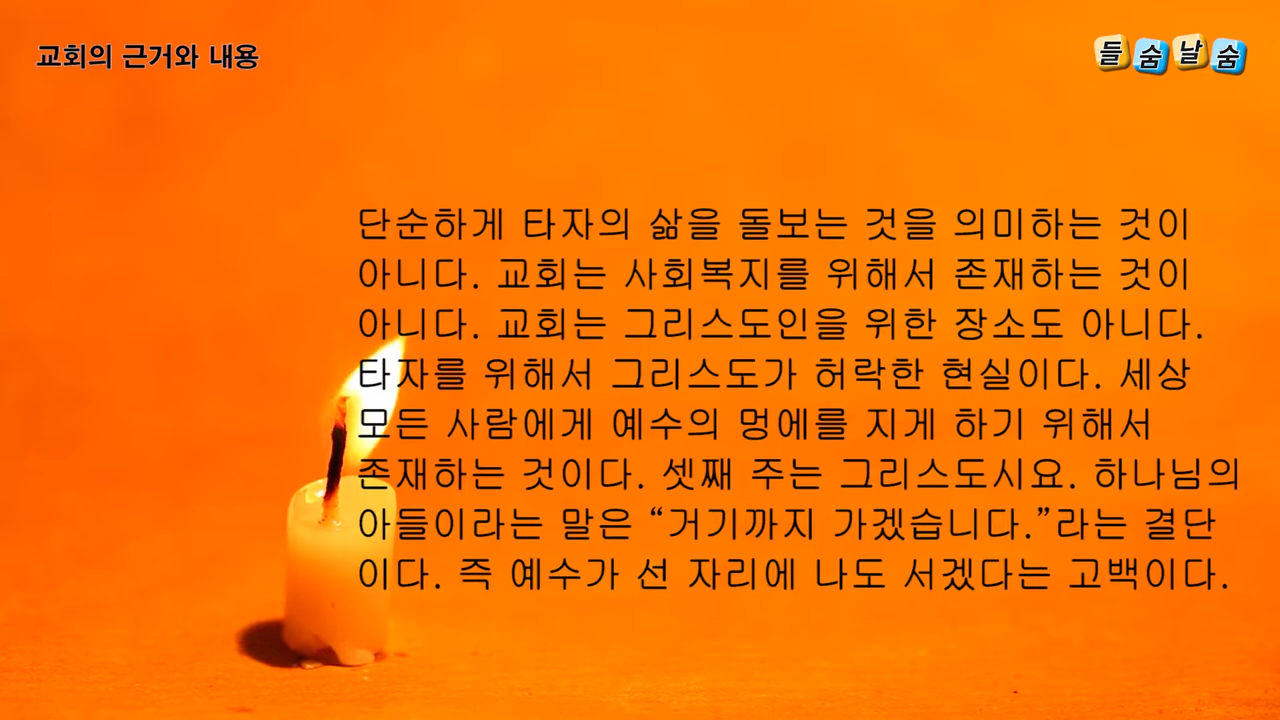 교회의 근거와 내용
들숨날숨
단순하게 타자의 삶을 돌보는 것을 의미하는 것이
아니다. 교회는 사회복지를 위해서 존재하는 것이
아니다. 교회는 그리스도인을 위한 장소도 아니다.
타자를 위해서 그리스도가 허락한 현실이다. 세상
모든 사람에게 예수의 멍에를 지게 하기 위해서
존재하는 것이다. 셋째 주는 그리스도시요. 하나님의
아들이라는 말은 “거기까지 가겠습니다.”라는 결단
이다. 즉 예수가 선 자리에 나도 서겠다는 고백이다.